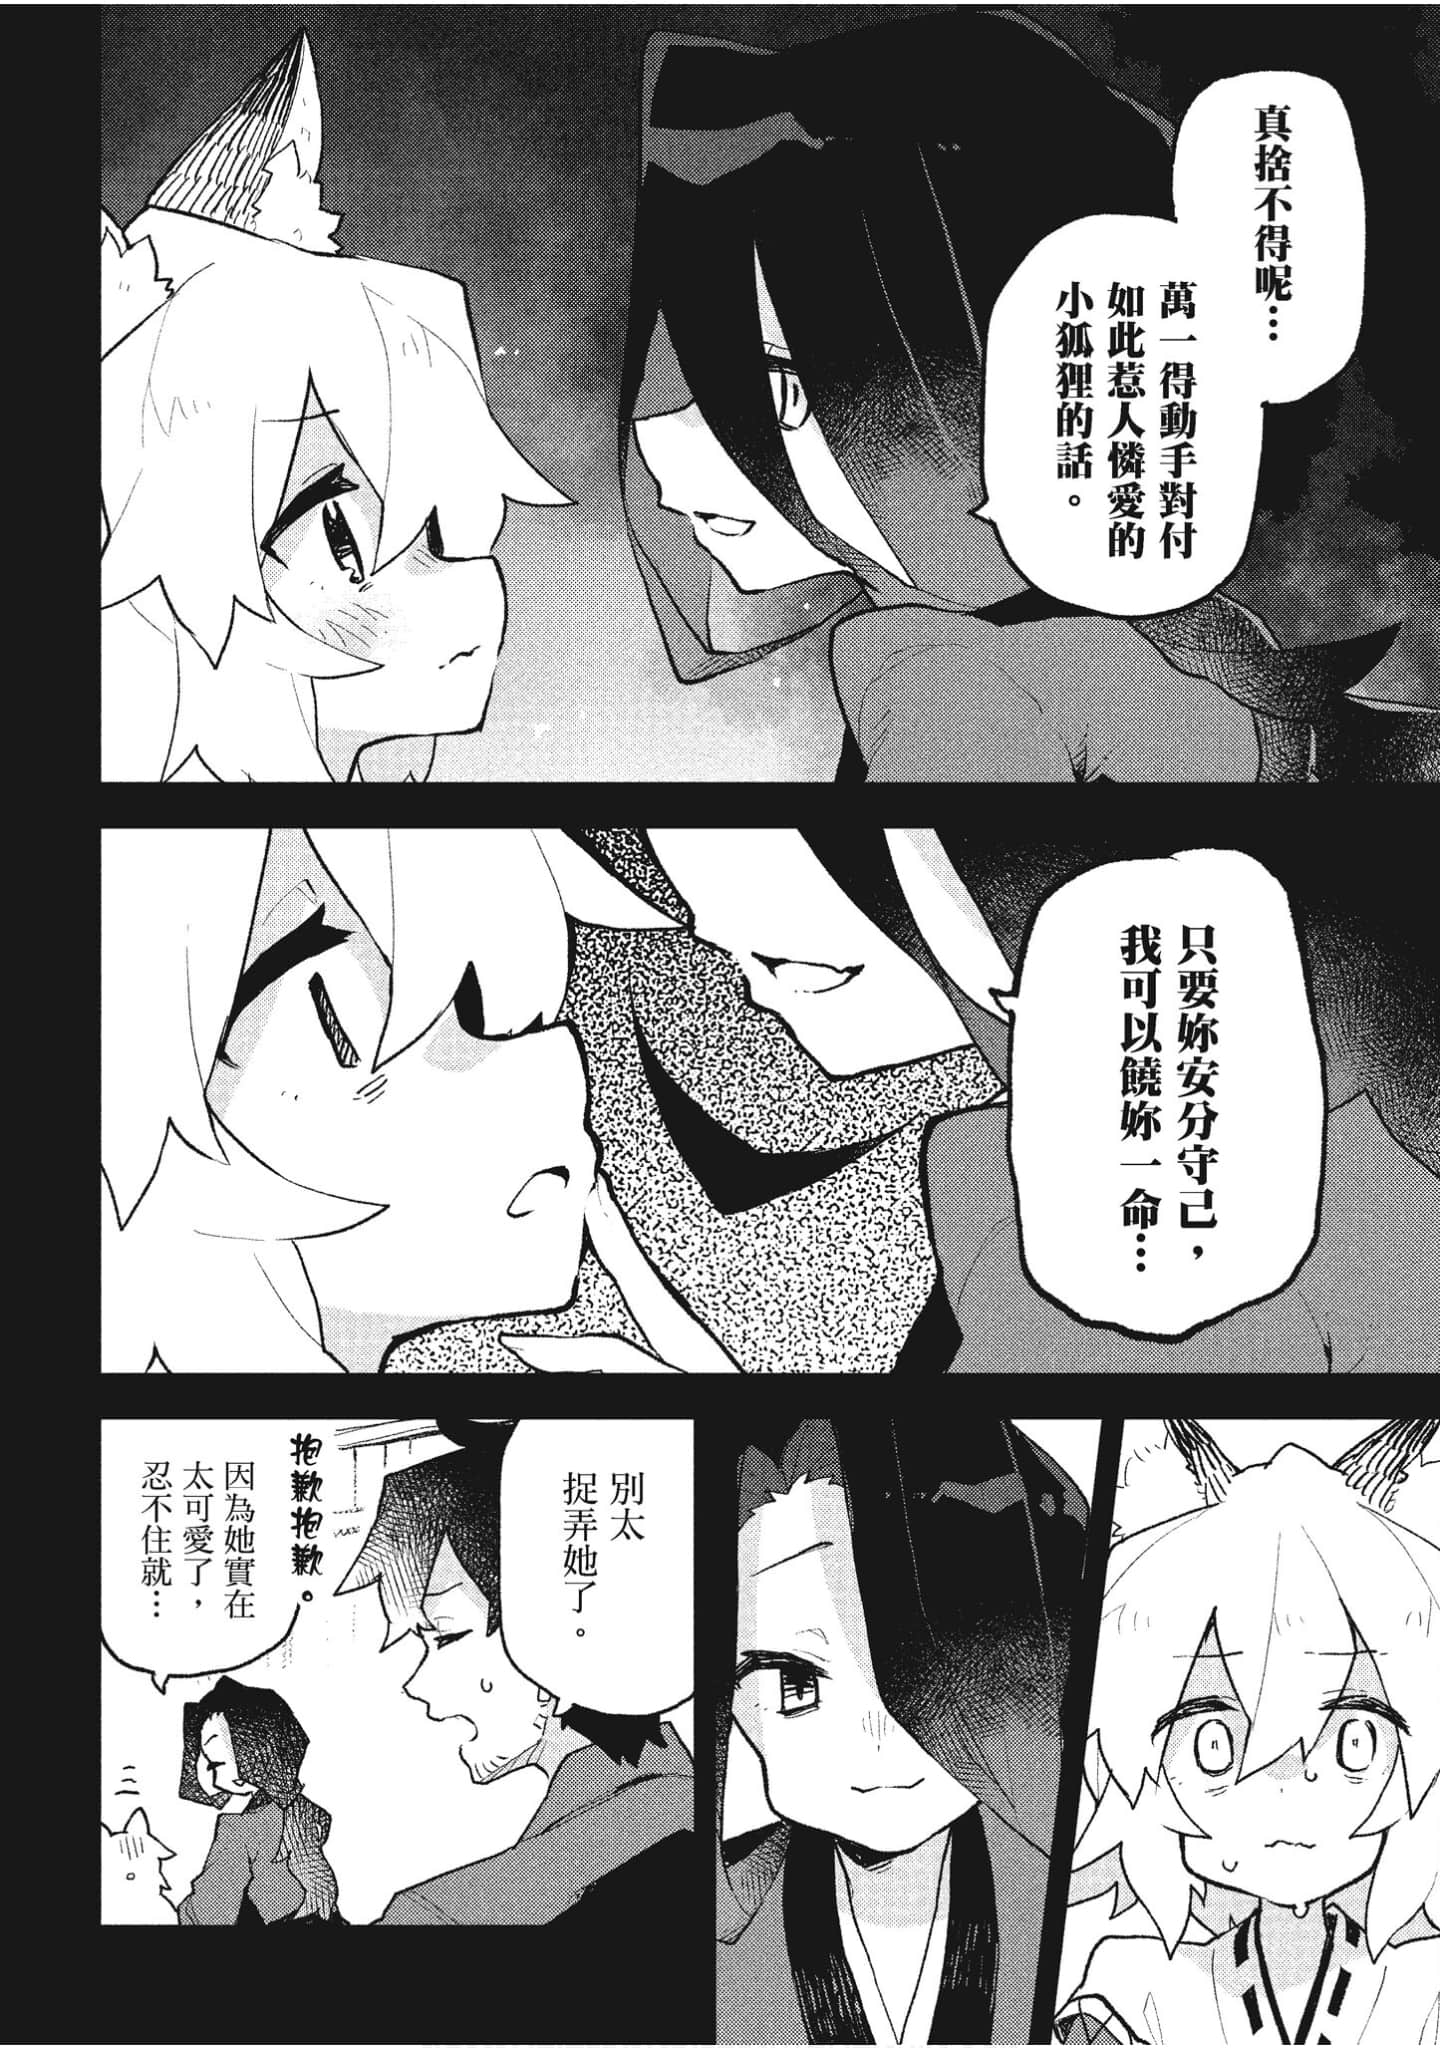 真捨不得呢…
萬一得動手對付
如此惹人憐愛的
小狐狸的話。
只要妳安分守己，
我可以饒妳一命…
別太
捉弄她了。
抱歉抱歉。
因為她實在
太可愛了，
忍不住就…